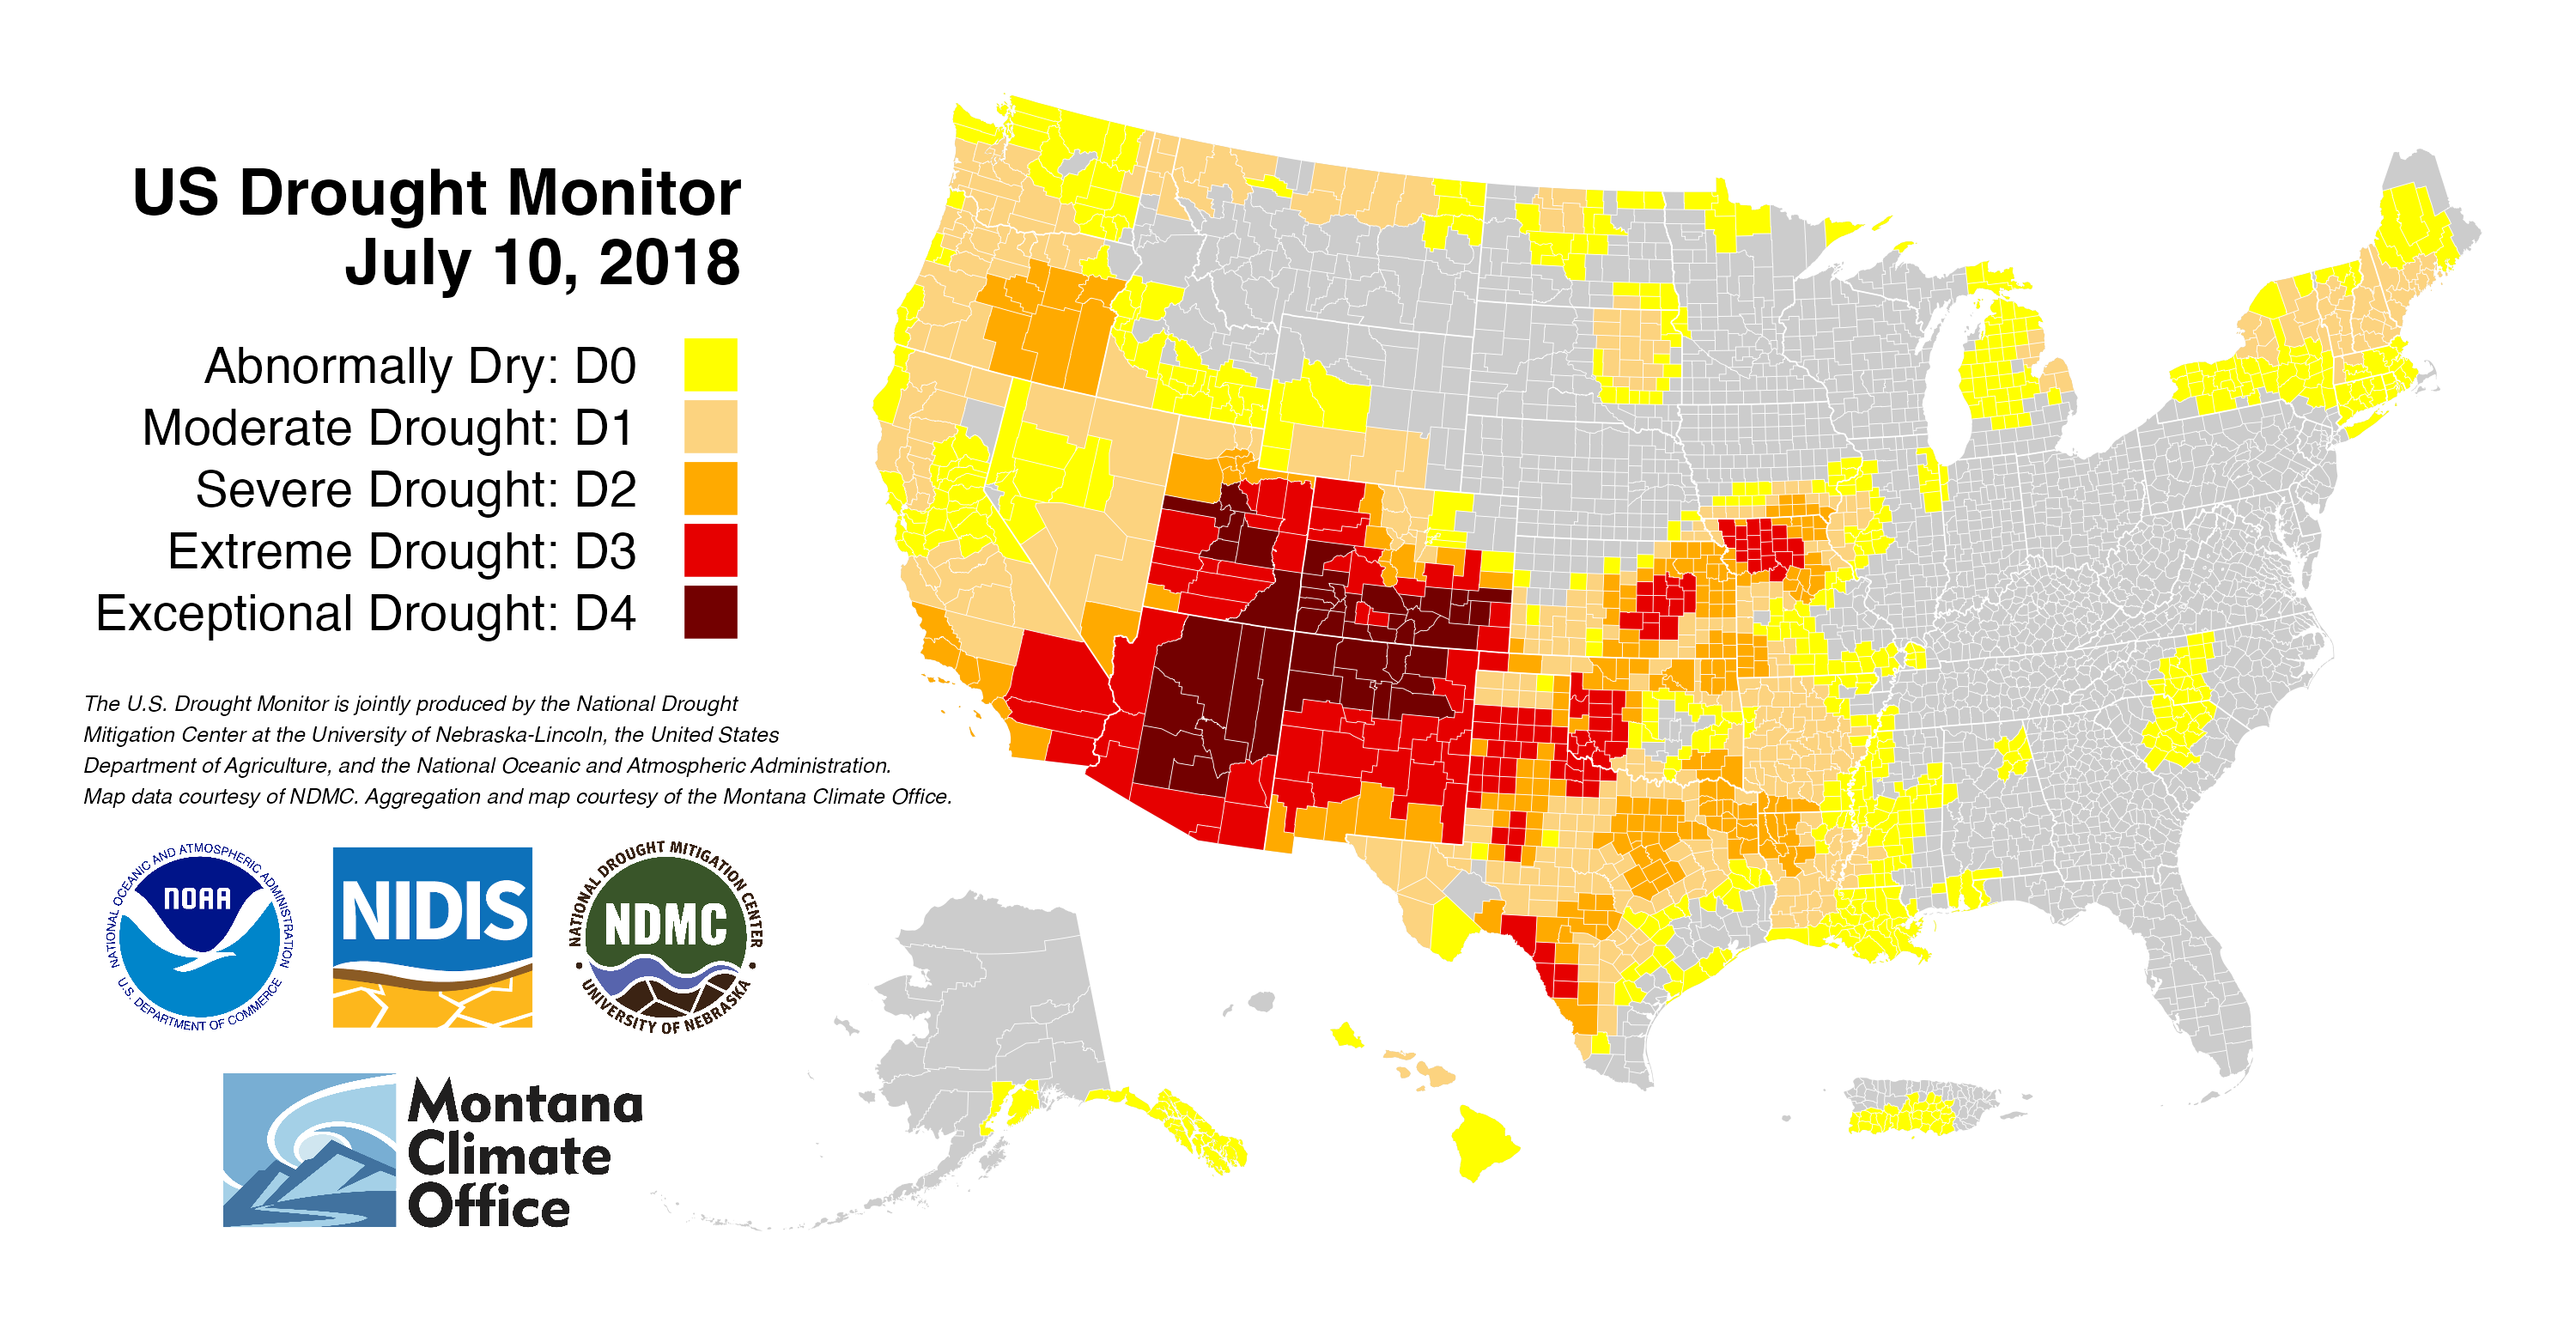 US Drought Monitor
July 10, 2018
Abnormally Dry: D0
Moderate Drought: D1
Severe Drought: D2
Extreme Drought: D3
Exceptional Drought: D4
The U.S. Drought Monitor is jointly produced by the National Drought
Mitigation Center at the University of Nebraska-Lincoln, the United States
Department of Agriculture, and the National Oceanic and Atmospheric Administration.
Map data courtesy of NDMC. Aggregation and map courtesy of the Montana Climate Office.
NATIONAL OCEANIC AND ATMOSPHERIC ADMINISTRATION
NOAA
U.S. DEPARTMENT OF COMMERCE
NIDIS
NATIONAL DROUGHT MITIGATION CENTER
NDMC
UNIVERSITY OF NEBRASKA
Montana
Climate
Office